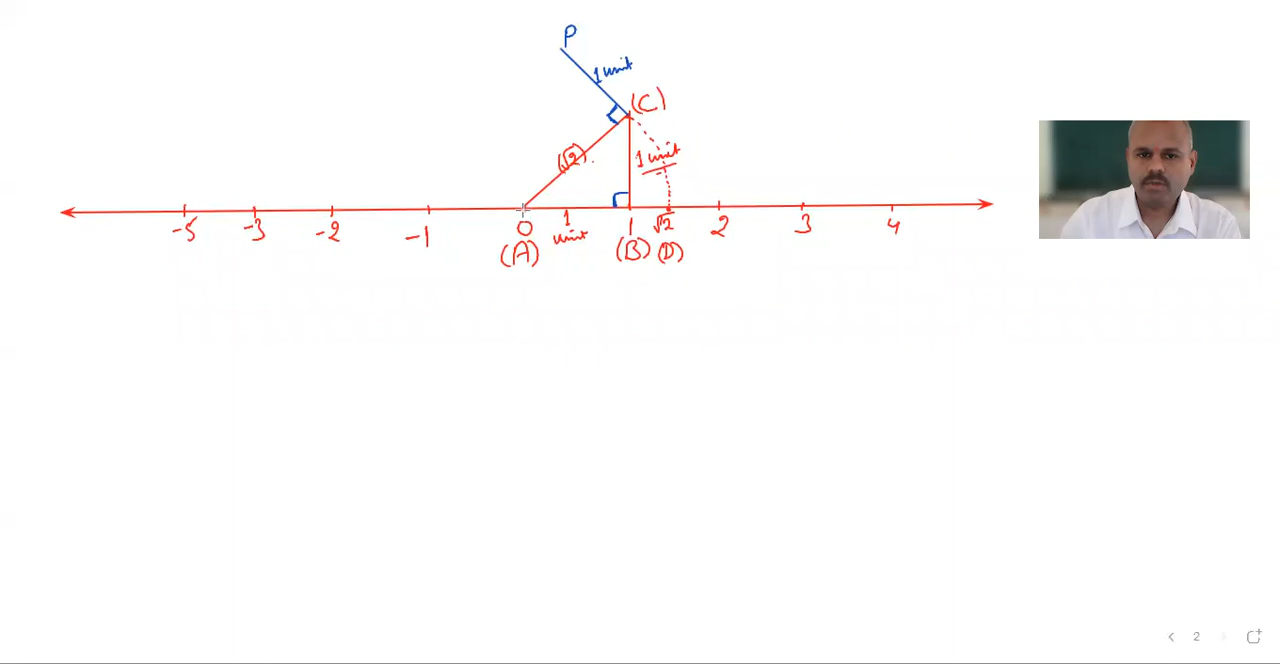 P
1 unit
(C)
(√2)
1 unit
-5 -3 -2 -1 0 1 unit 1 √2 2 3 4
(A) (B) (D)
2